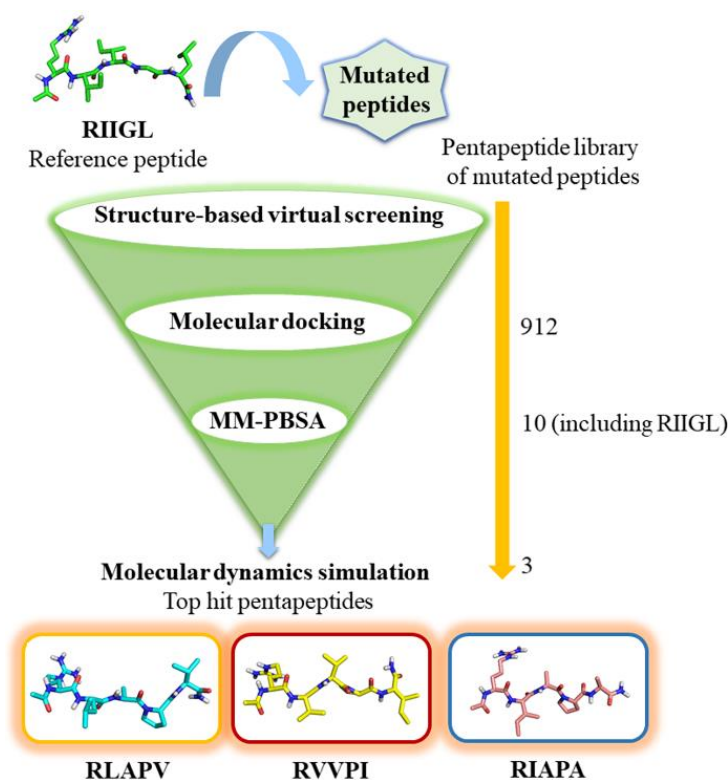 RIIGL
Reference peptide
Mutated
peptides
Pentapeptide library
of mutated peptides
Structure-based virtual screening
Molecular docking
912
MM-PBSA
10 (including RIIGL)
3
Molecular dynamics simulation
Top hit pentapeptides
RLAPV
RVVPI
RIAPA